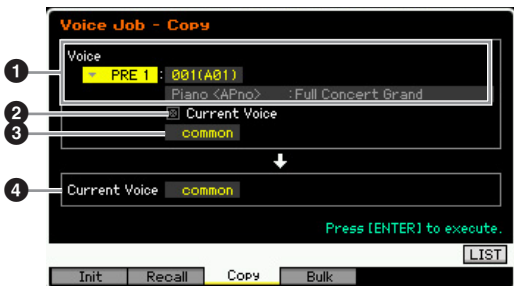 Voice Job - Copy
Voice
1 PRE 1 : 001(A01)
Piano <APno> :Full Concert Grand
2 Current Voice
3 common
4 Current Voice common
Press [ENTER] to execute.
LIST
Init Recall Copy Bulk